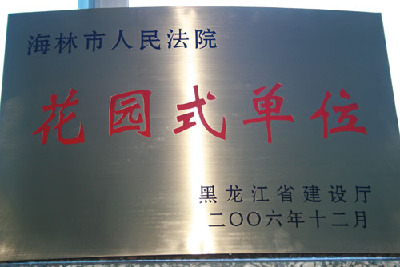 海林市人民法院
花园式单位
黑龙江省建设厅
二〇〇六年十二月